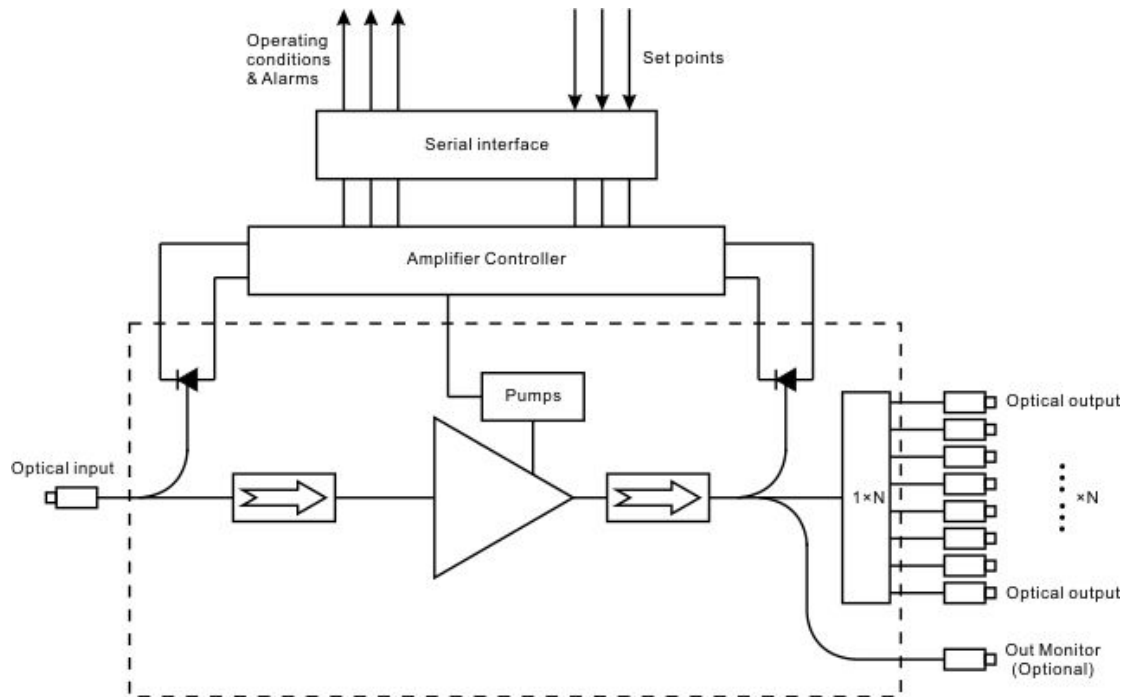 Operating
conditions
& Alarms
Set points
Serial interface
Amplifier Controller
Pumps
Optical input
Optical output
1×N
×N
Optical output
Out Monitor
(Optional)